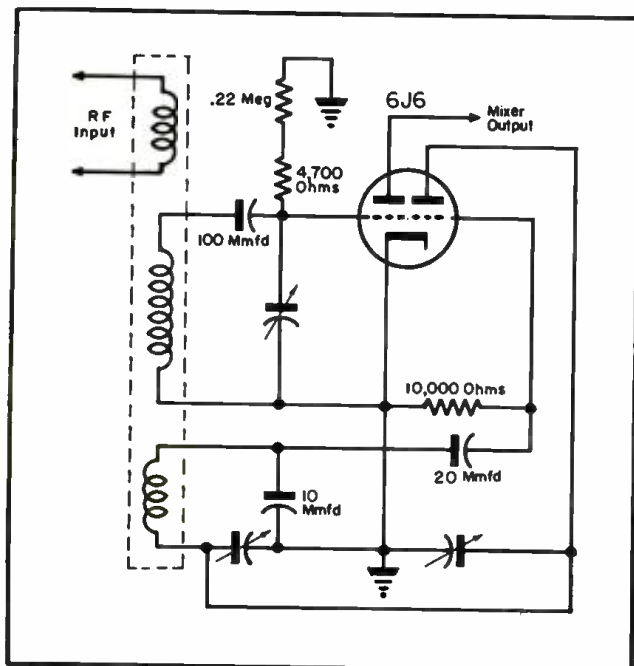 RF
Input
.22 Meg
4,700
Ohms
6J6
Mixer
Output
100 Mmfd
10,000 Ohms
20 Mmfd
10
Mmfd